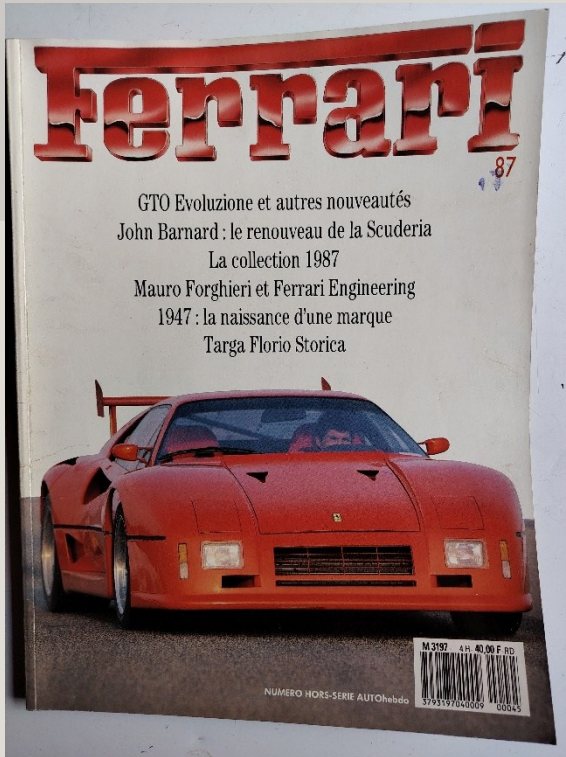 Ferrari
87
GTO Evoluzione et autres nouveautés
John Barnard : le renouveau de la Scuderia
La collection 1987
Mauro Forghieri et Ferrari Engineering
1947 : la naissance d'une marque
Targa Florio Storica
M 3197 4 H 40,00 F RD
NUMERO HORS-SERIE AUTOhebdo
3793197040009 00045